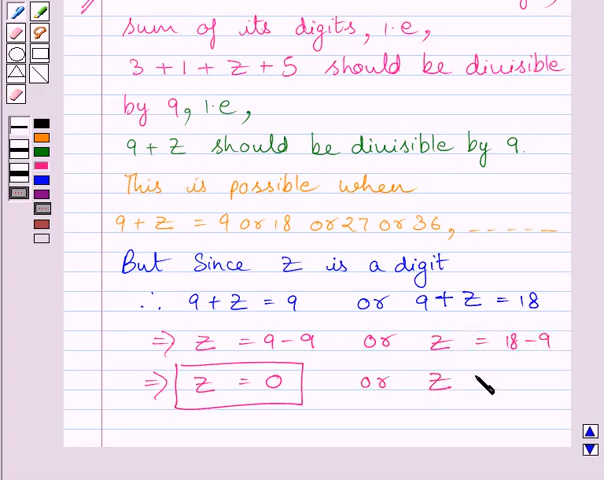 sum of its digits, i.e,
3 + 1 + z + 5 should be divisible
by 9, i.e,
9 + z should be divisible by 9.
This is possible when
9 + z = 9 or 18 or 27 or 36, _ _ _ _ _
But Since z is a digit
∴ 9 + z = 9 or 9 + z = 18
⇒ z = 9 - 9 or z = 18 - 9
⇒ z = 0 or z